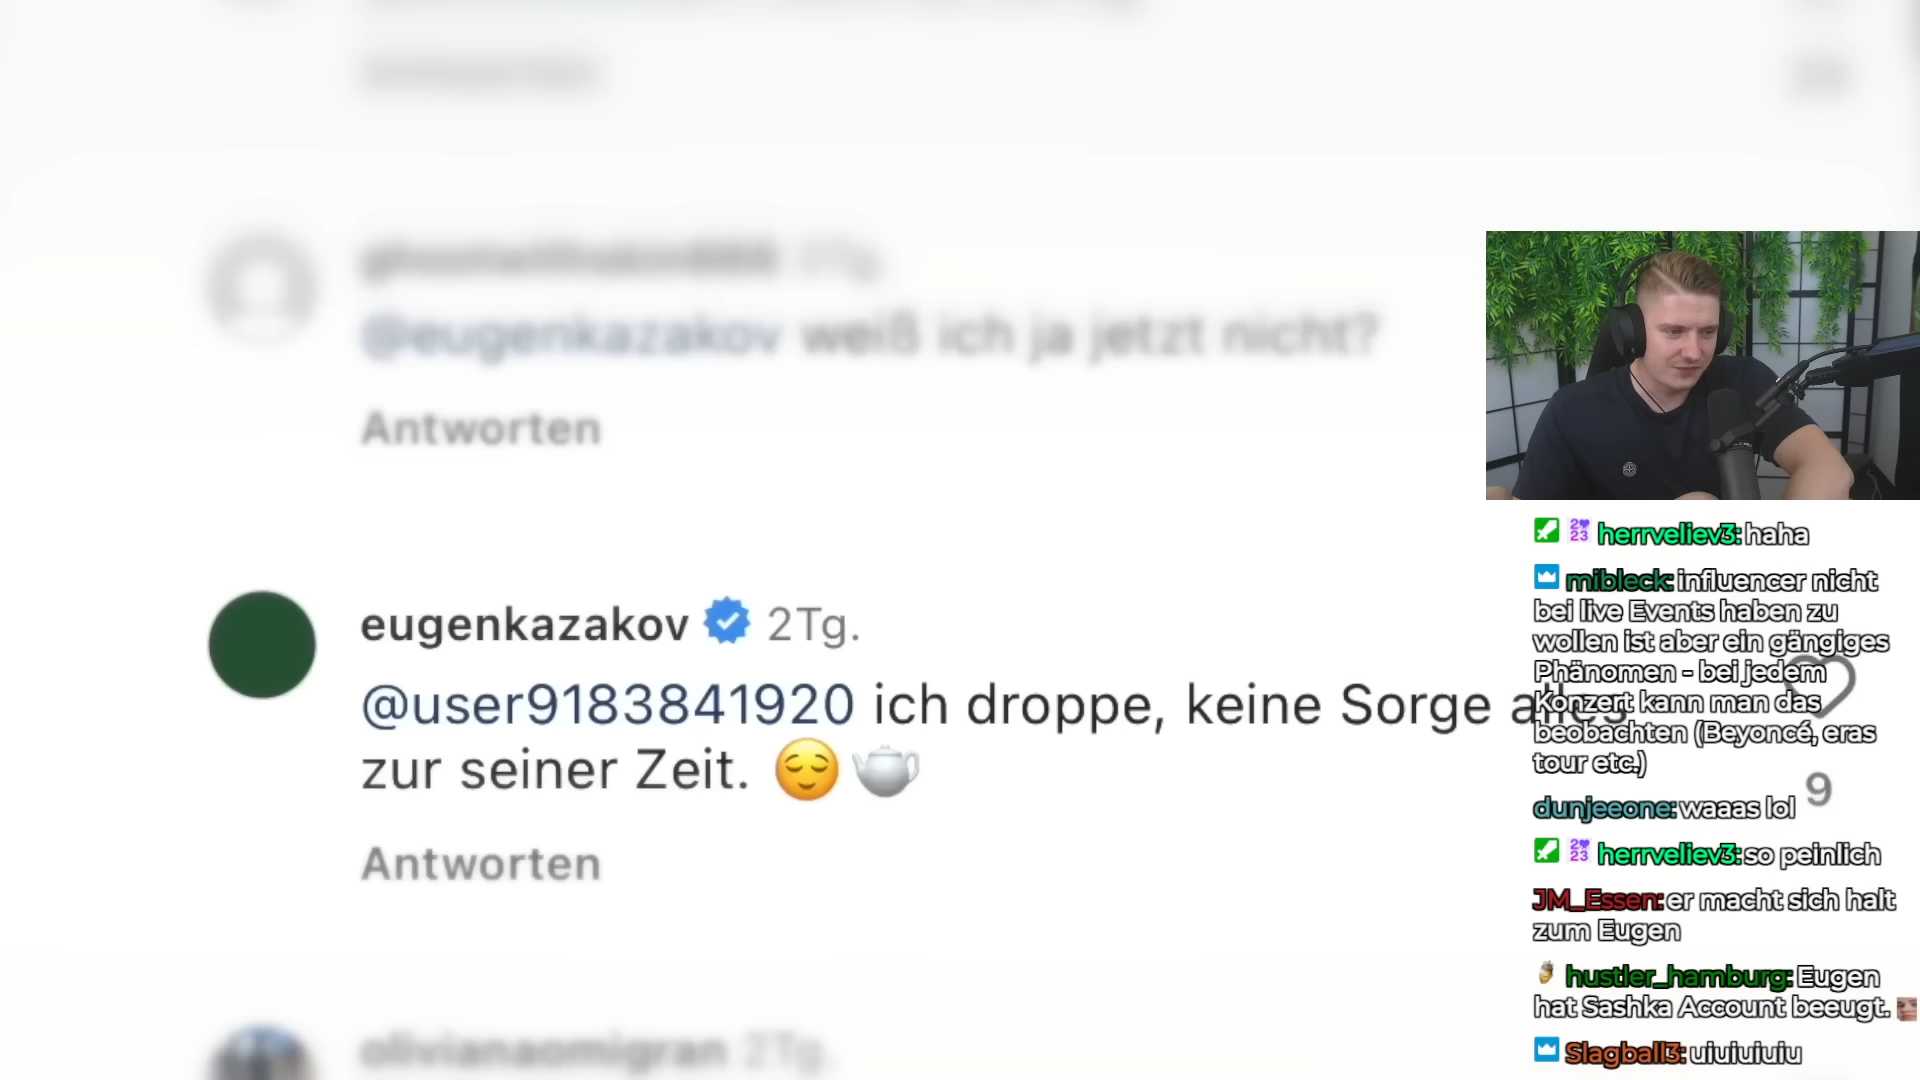 @eugenkazakov weiß ich ja jetzt nicht?
Antworten
eugenkazakov 2Tg.
@user9183841920 ich droppe, keine Sorge alles
zur seiner Zeit. 😌🫖
9
Antworten
olivianaomigran 2Tg.
herrveliev3: haha
mibleck: influencer nicht
bei live Events haben zu
wollen ist aber ein gängiges
Phänomen - bei jedem
Konzert kann man das
beobachten (Beyoncé, eras
tour etc.)
dunjeeone: waaas lol
herrveliev3: so peinlich
JM_Essen: er macht sich halt
zum Eugen
hustler_hamburg: Eugen
hat Sashka Account beeugt.
Slagball3: uiuiuiuiu